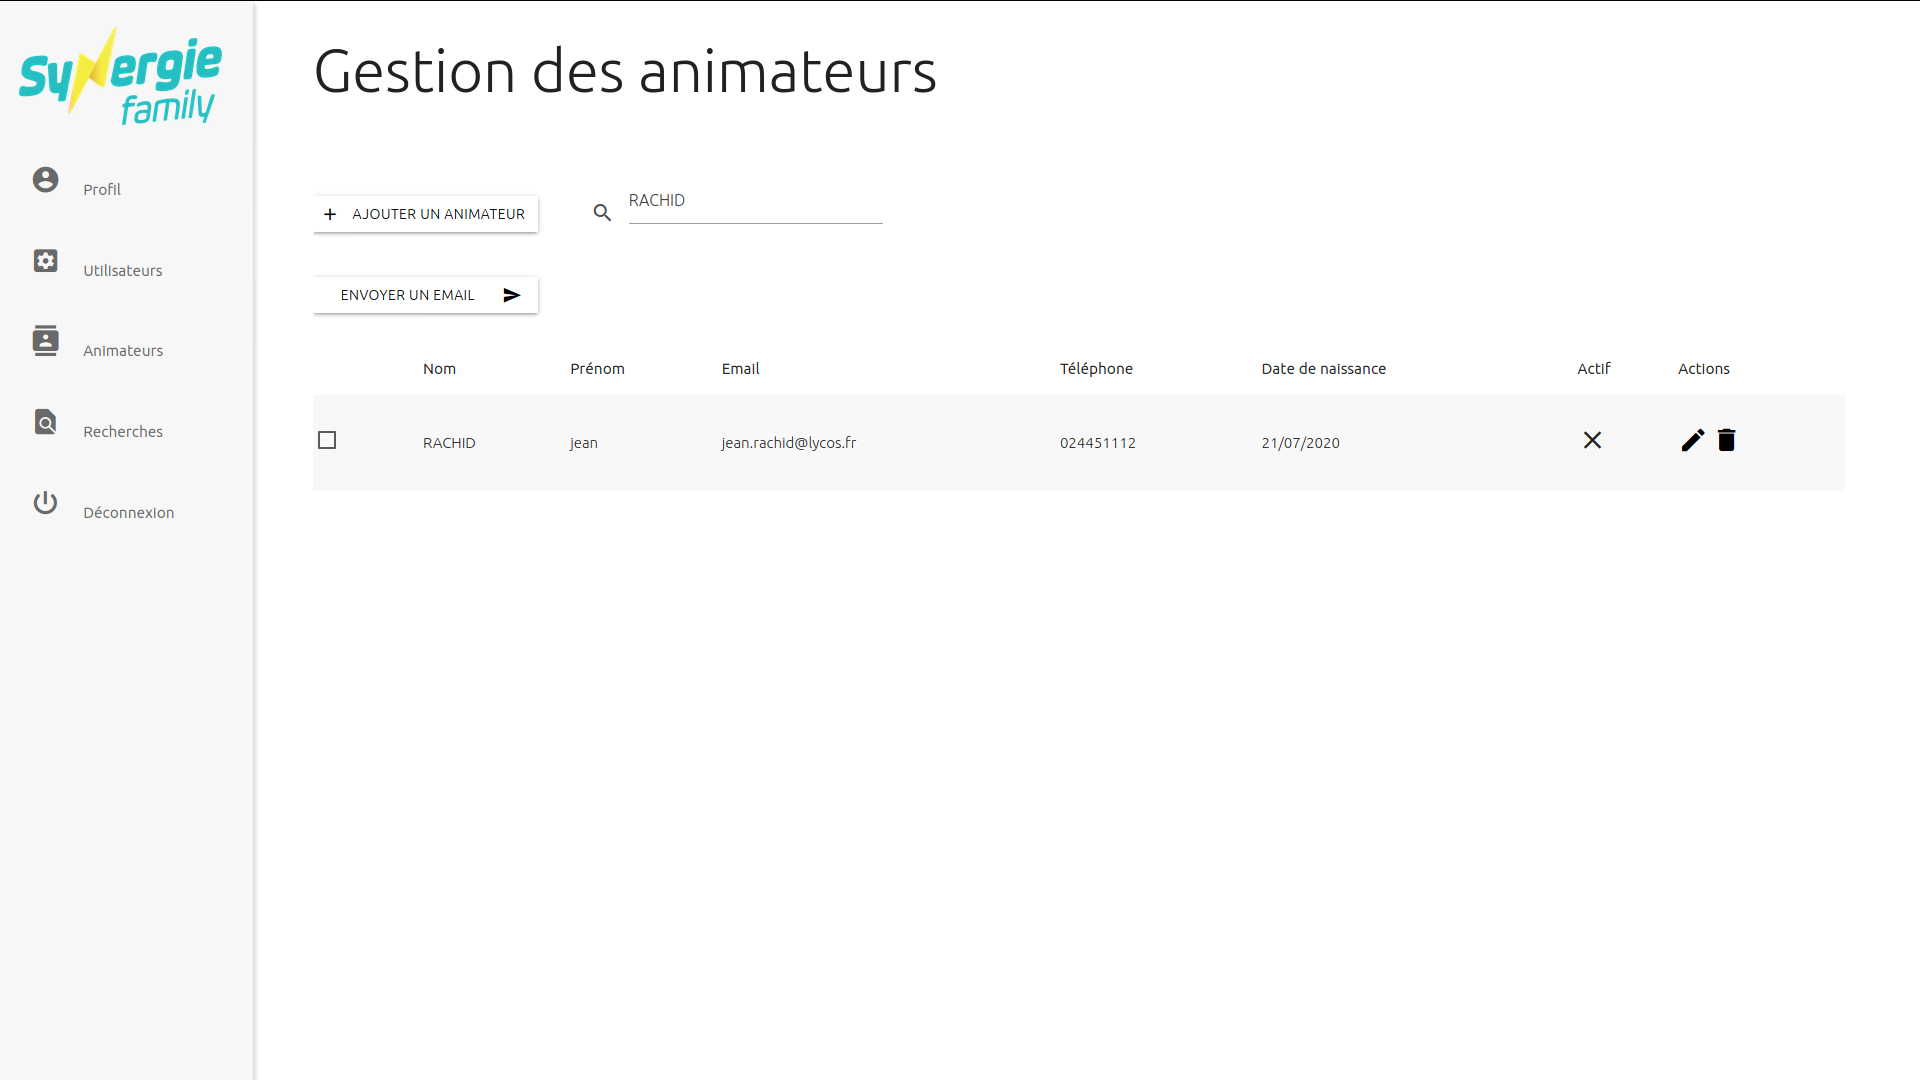 Synergie
family
Profil
Utilisateurs
Animateurs
Recherches
Déconnexion
Gestion des animateurs
AJOUTER UN ANIMATEUR
RACHID
ENVOYER UN EMAIL
Nom Prénom Email Téléphone Date de naissance Actif Actions
RACHID jean jean.rachid@lycos.fr 024451112 21/07/2020